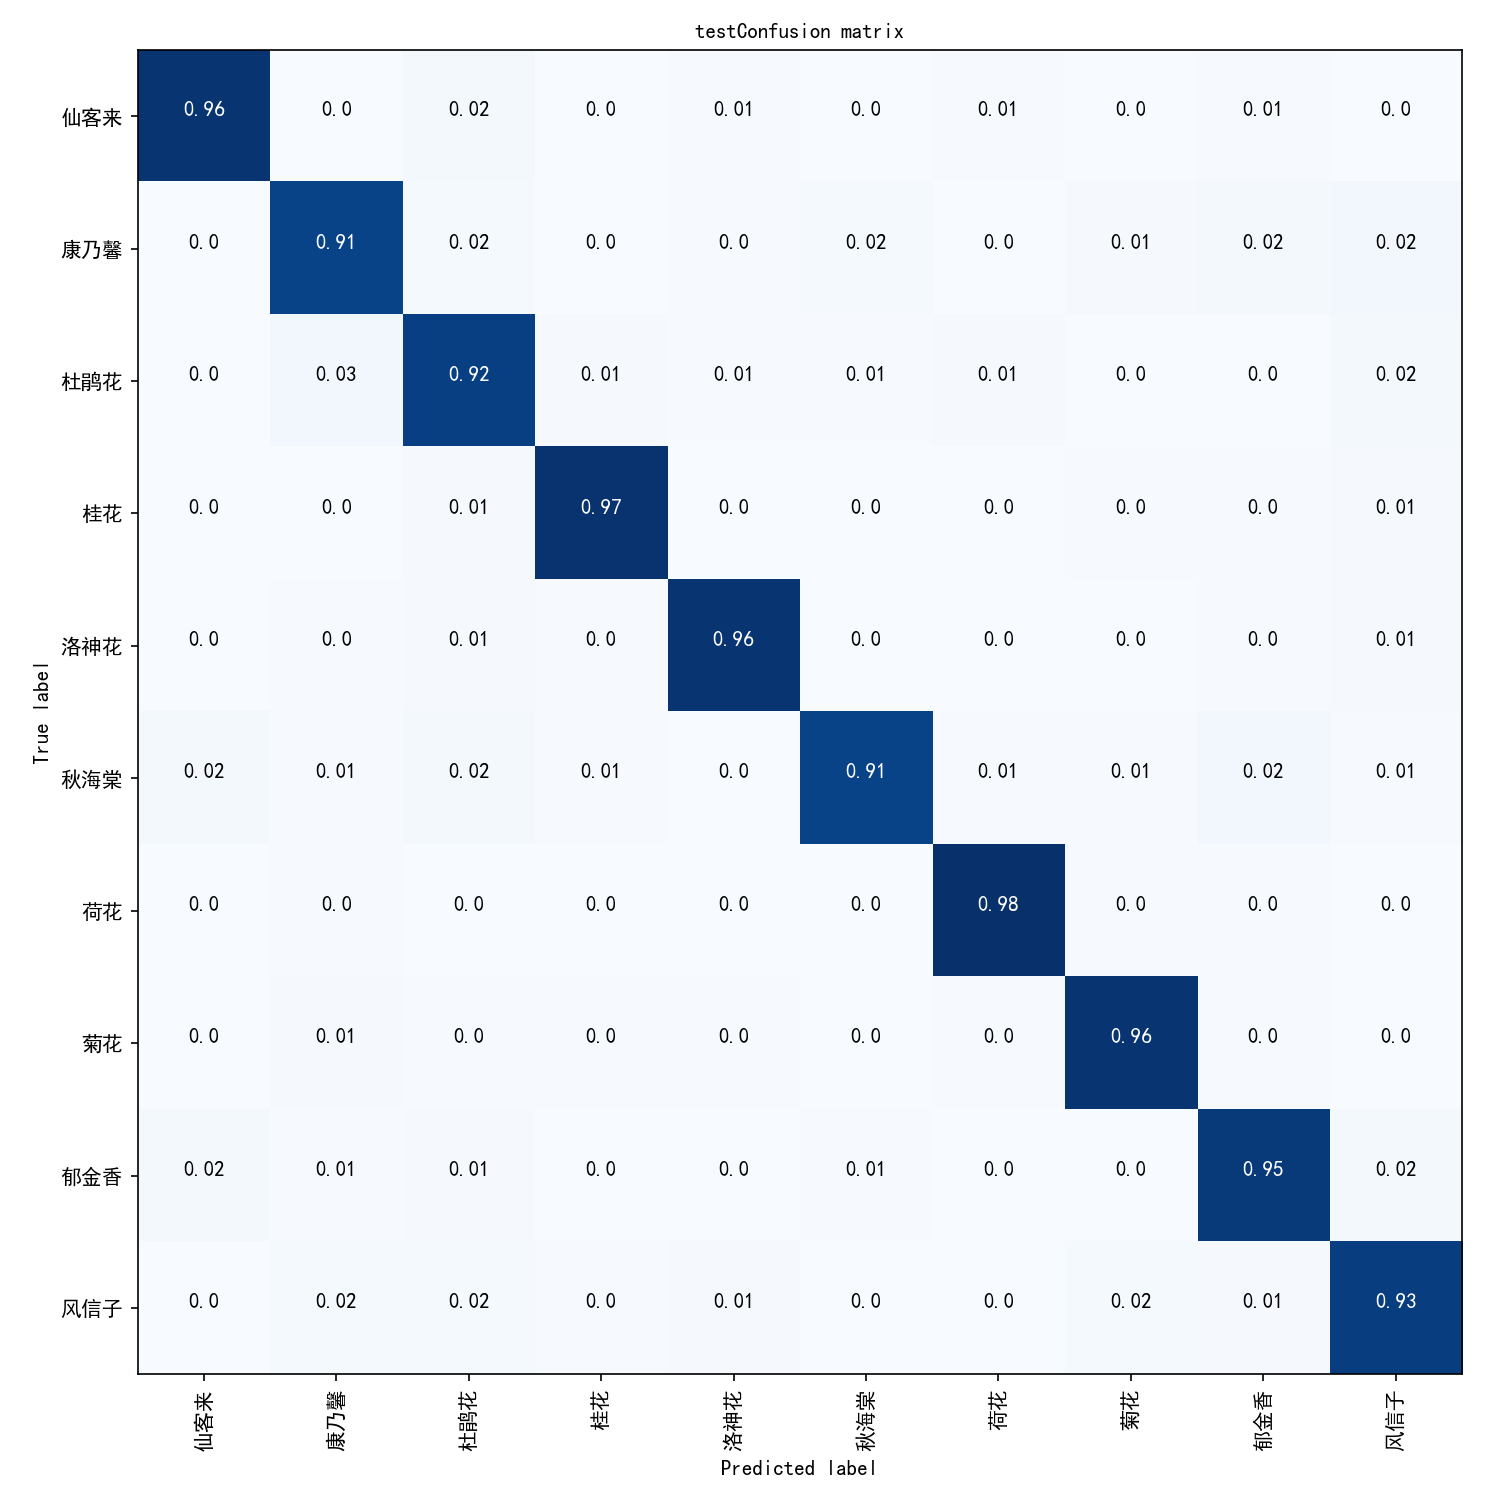 testConfusion matrix
仙客来 0.96 0.0 0.02 0.0 0.01 0.0 0.01 0.0 0.01 0.0
康乃馨 0.0 0.91 0.02 0.0 0.0 0.02 0.0 0.01 0.02 0.02
杜鹃花 0.0 0.03 0.92 0.01 0.01 0.01 0.01 0.0 0.0 0.02
桂花 0.0 0.0 0.01 0.97 0.0 0.0 0.0 0.0 0.0 0.01
洛神花 0.0 0.0 0.01 0.0 0.96 0.0 0.0 0.0 0.0 0.01
True label
秋海棠 0.02 0.01 0.02 0.01 0.0 0.91 0.01 0.01 0.02 0.01
荷花 0.0 0.0 0.0 0.0 0.0 0.0 0.98 0.0 0.0 0.0
菊花 0.0 0.01 0.0 0.0 0.0 0.0 0.0 0.96 0.0 0.0
郁金香 0.02 0.01 0.01 0.0 0.0 0.01 0.0 0.0 0.95 0.02
风信子 0.0 0.02 0.02 0.0 0.01 0.0 0.0 0.02 0.01 0.93
仙客来 康乃馨 杜鹃花 桂花 洛神花 秋海棠 荷花 菊花 郁金香 风信子
Predicted label